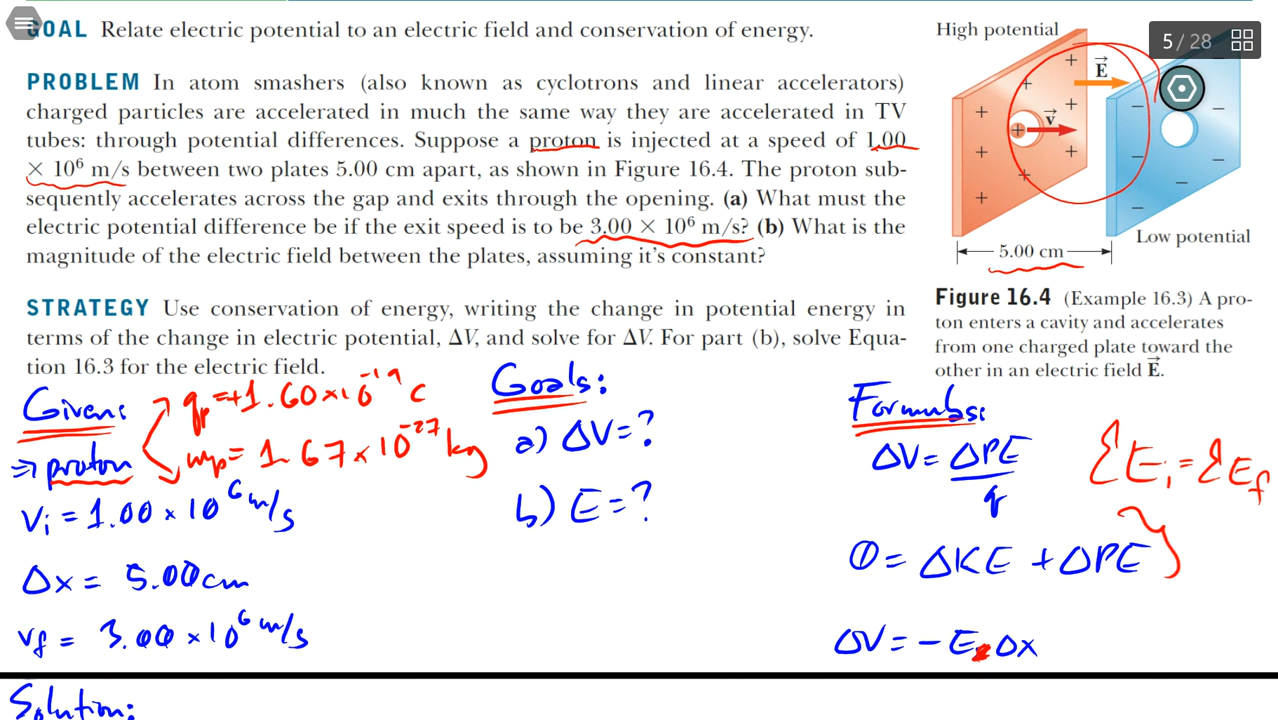 GOAL Relate electric potential to an electric field and conservation of energy.
PROBLEM In atom smashers (also known as cyclotrons and linear accelerators)
charged particles are accelerated in much the same way they are accelerated in TV
tubes: through potential differences. Suppose a proton is injected at a speed of 1.00
× 10⁶ m/s between two plates 5.00 cm apart, as shown in Figure 16.4. The proton sub-
sequently accelerates across the gap and exits through the opening. (a) What must the
electric potential difference be if the exit speed is to be 3.00 × 10⁶ m/s? (b) What is the
magnitude of the electric field between the plates, assuming it's constant?
STRATEGY Use conservation of energy, writing the change in potential energy in
terms of the change in electric potential, ΔV, and solve for ΔV. For part (b), solve Equa-
tion 16.3 for the electric field.
High potential
5 / 28
E⃗
v⃗
Low potential
5.00 cm
Figure 16.4 (Example 16.3) A pro-
ton enters a cavity and accelerates
from one charged plate toward the
other in an electric field E⃗.
Given:
⇒ proton
q_p = +1.60 × 10⁻¹⁹ C
m_p = 1.67 × 10⁻²⁷ kg
v_i = 1.00 × 10⁶ m/s
Δx = 5.00 cm
v_f = 3.00 × 10⁶ m/s
Goals:
a) ΔV = ?
b) E = ?
Formulas:
ΔV = ΔPE / q
ΣE_i = ΣE_f
0 = ΔKE + ΔPE
ΔV = - E · Δx
Solution: